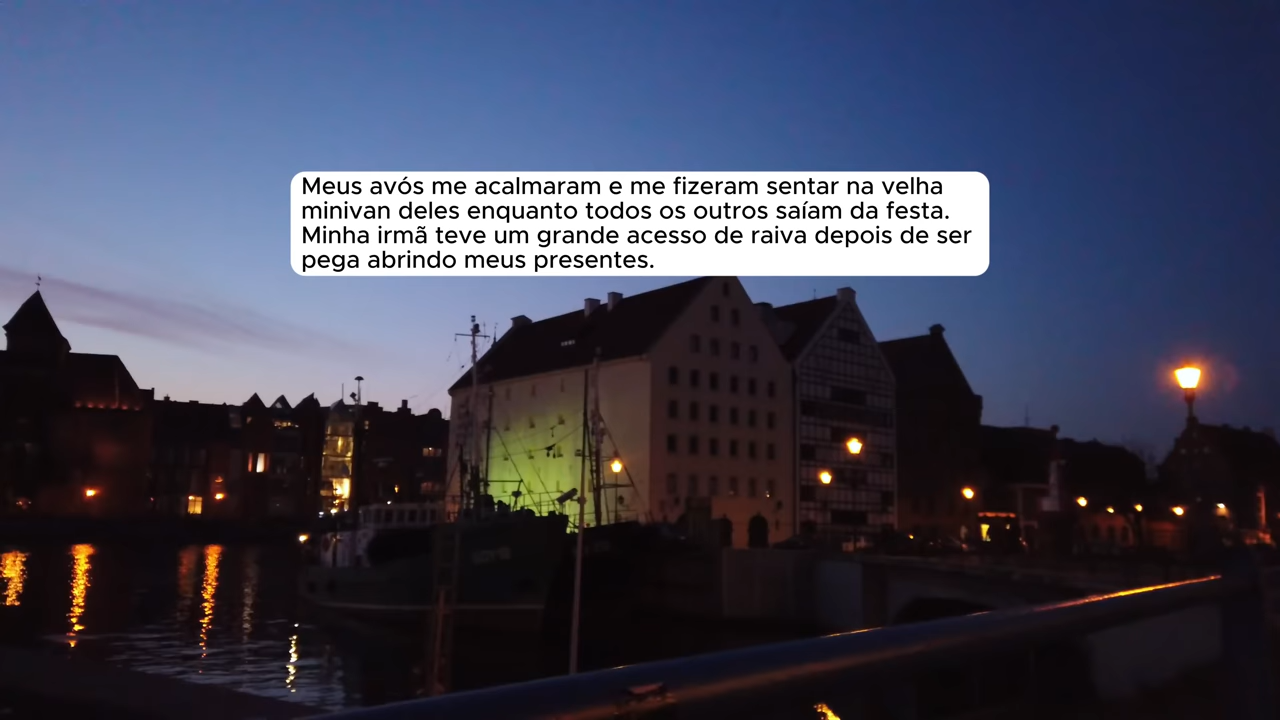 Meus avós me acalmaram e me fizeram sentar na velha
minivan deles enquanto todos os outros saíam da festa.
Minha irmã teve um grande acesso de raiva depois de ser
pega abrindo meus presentes.